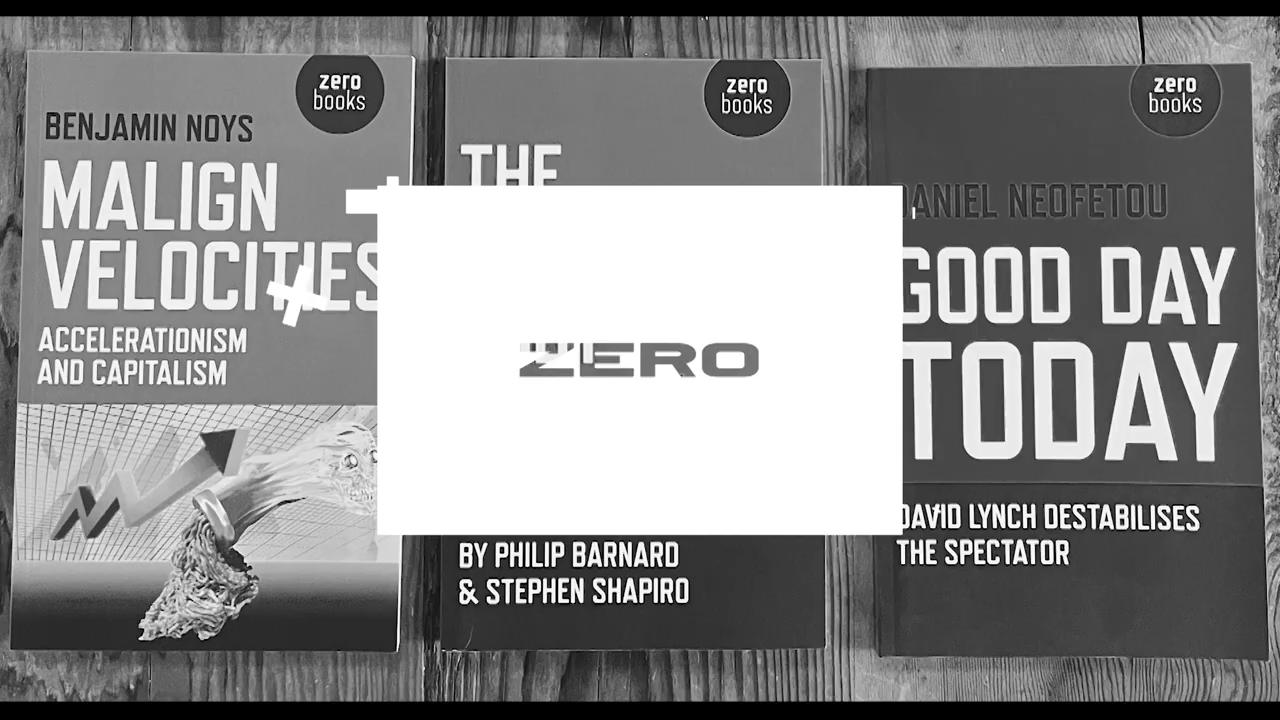 zero
books
BENJAMIN NOYS
MALIGN
VELOCITIES
ACCELERATIONISM
AND CAPITALISM
zero
books
THE
BY PHILIP BARNARD
& STEPHEN SHAPIRO
zero
books
DANIEL NEOFETOU
GOOD DAY
TODAY
DAVID LYNCH DESTABILISES
THE SPECTATOR
ZERO